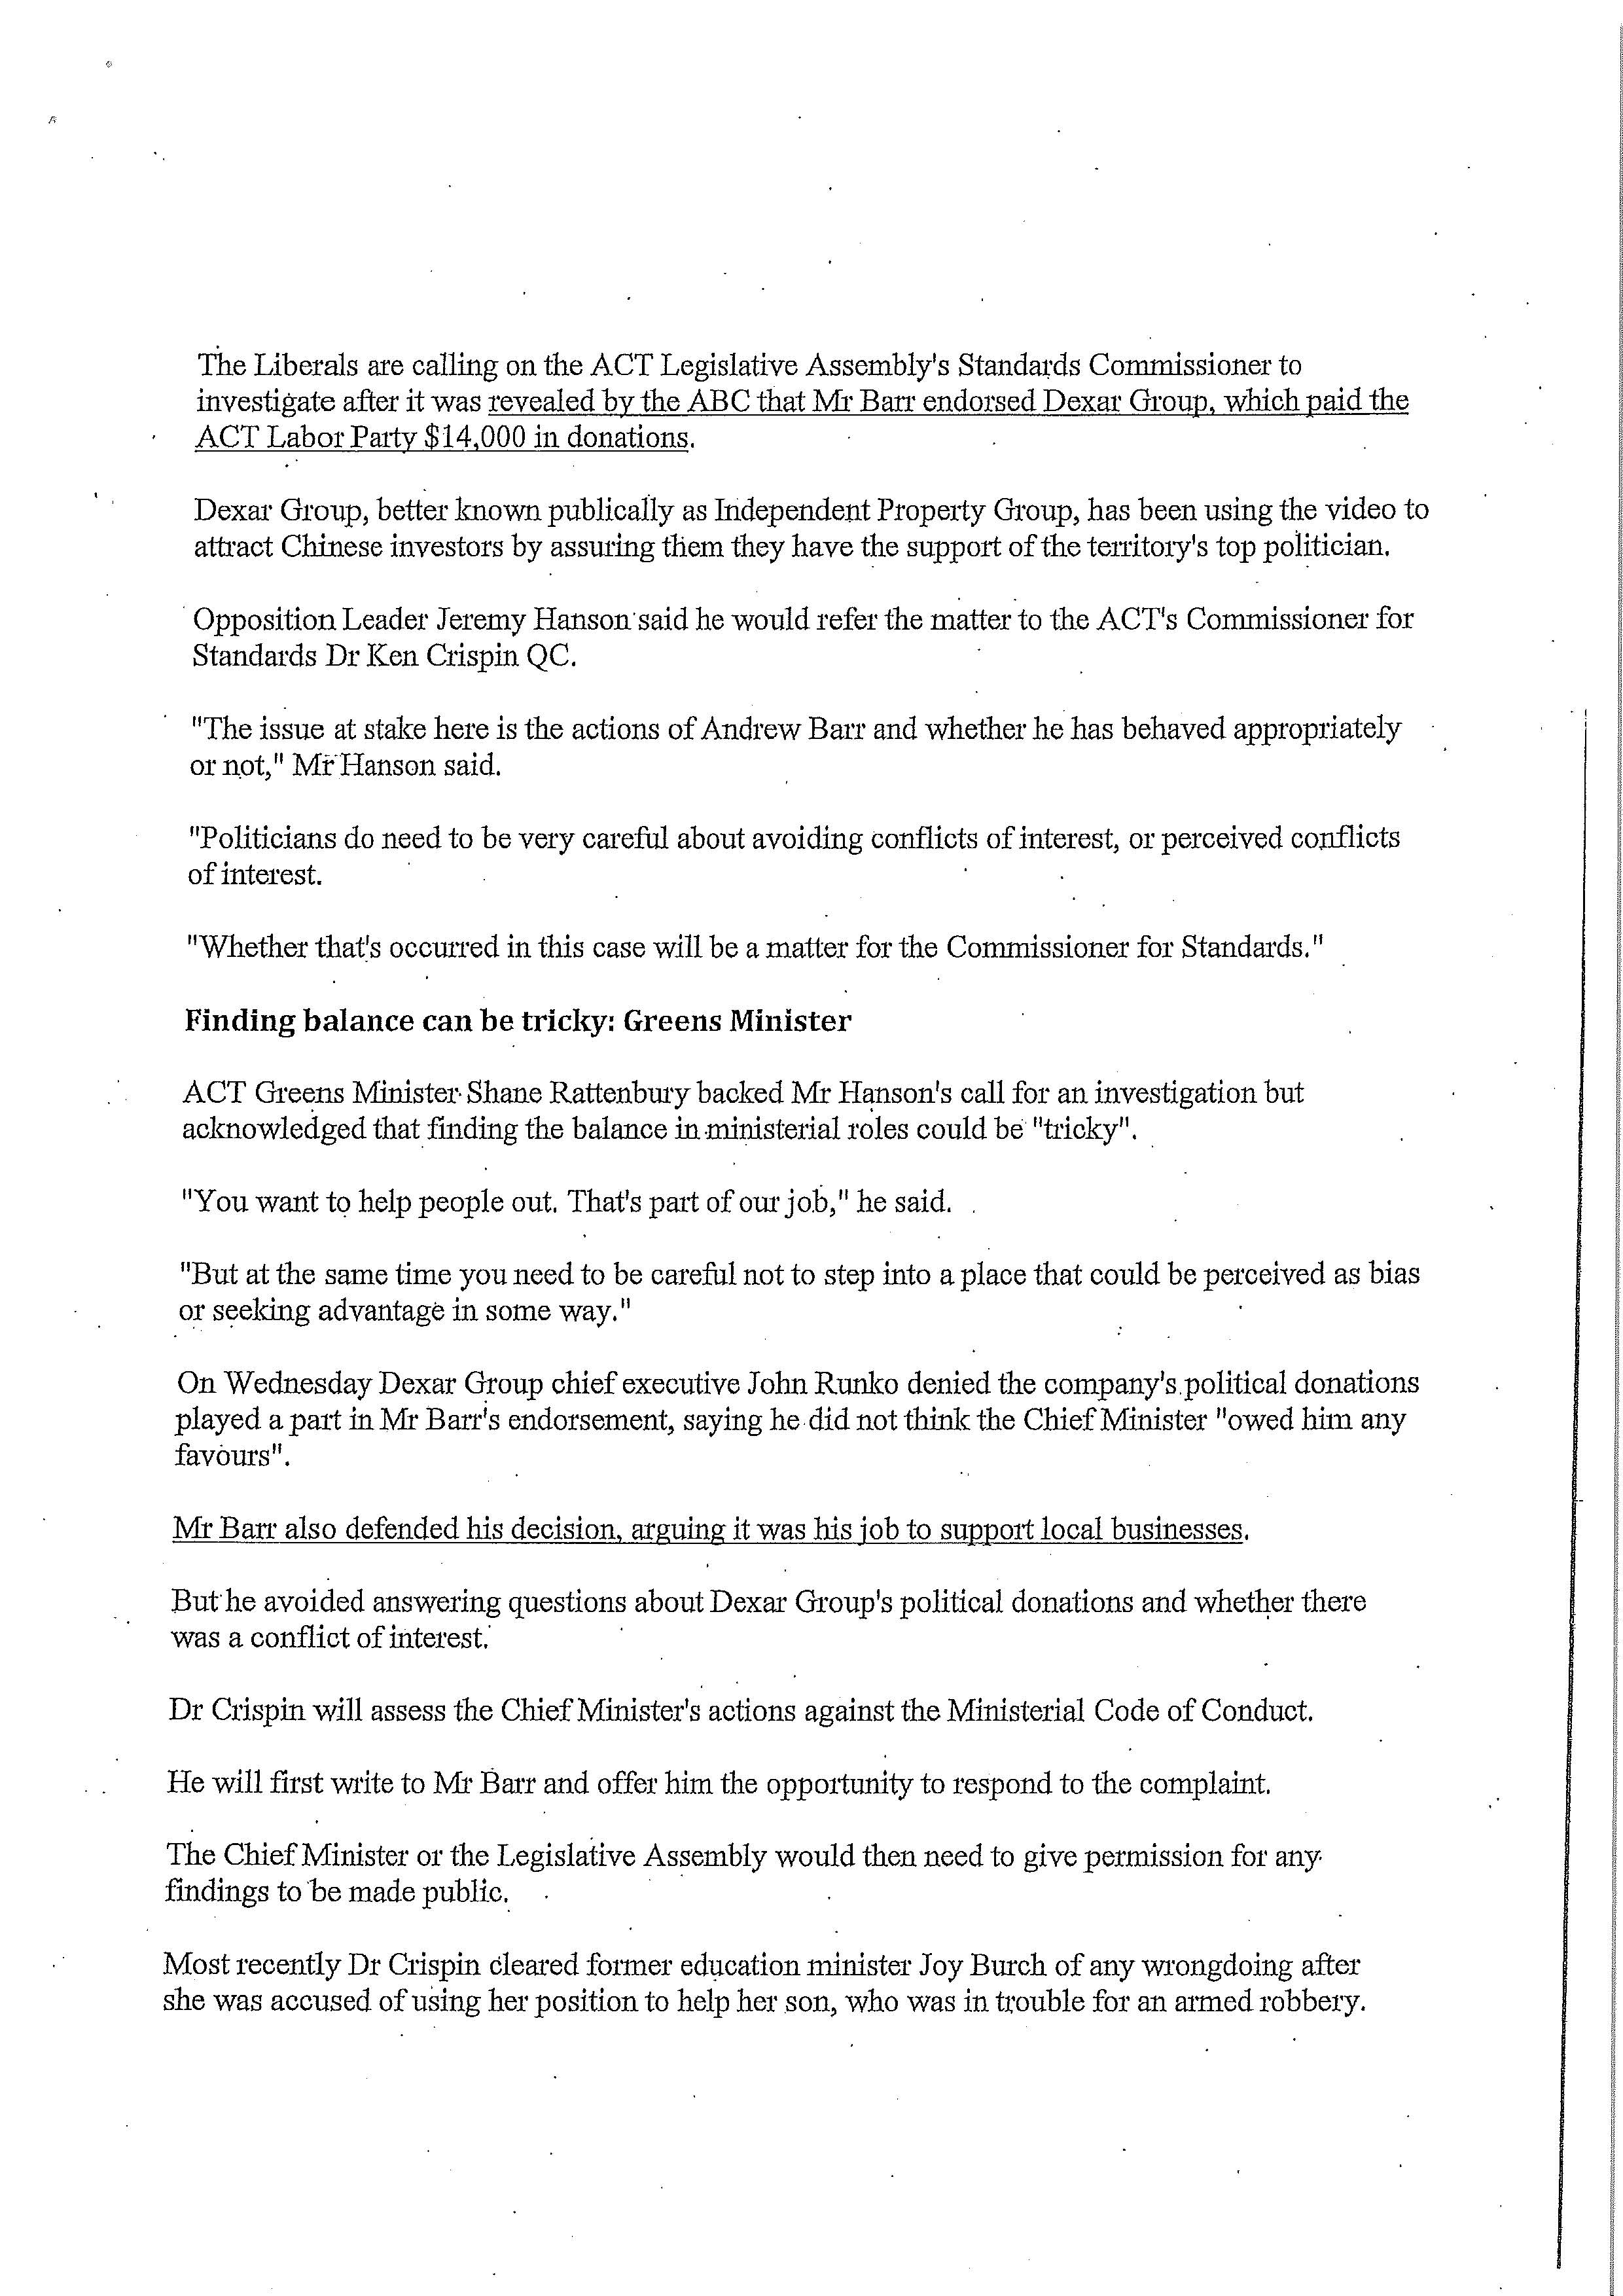 The Liberals are calling on the ACT Legislative Assembly's Standards Commissioner to
investigate after it was revealed by the ABC that Mr Barr endorsed Dexar Group, which paid the
ACT Labor Party $14,000 in donations.
Dexar Group, better known publically as Independent Property Group, has been using the video to
attract Chinese investors by assuring them they have the support of the territory's top politician.
Opposition Leader Jeremy Hanson said he would refer the matter to the ACT's Commissioner for
Standards Dr Ken Crispin QC.
"The issue at stake here is the actions of Andrew Barr and whether he has behaved appropriately
or not," Mr Hanson said.
"Politicians do need to be very careful about avoiding conflicts of interest, or perceived conflicts
of interest.
"Whether that's occurred in this case will be a matter for the Commissioner for Standards."
Finding balance can be tricky: Greens Minister
ACT Greens Minister Shane Rattenbury backed Mr Hanson's call for an investigation but
acknowledged that finding the balance in ministerial roles could be "tricky".
"You want to help people out. That's part of our job," he said.
"But at the same time you need to be careful not to step into a place that could be perceived as bias
or seeking advantage in some way."
On Wednesday Dexar Group chief executive John Runko denied the company's political donations
played a part in Mr Barr's endorsement, saying he did not think the Chief Minister "owed him any
favours".
Mr Barr also defended his decision, arguing it was his job to support local businesses.
But he avoided answering questions about Dexar Group's political donations and whether there
was a conflict of interest.
Dr Crispin will assess the Chief Minister's actions against the Ministerial Code of Conduct.
He will first write to Mr Barr and offer him the opportunity to respond to the complaint.
The Chief Minister or the Legislative Assembly would then need to give permission for any
findings to be made public.
Most recently Dr Crispin cleared former education minister Joy Burch of any wrongdoing after
she was accused of using her position to help her son, who was in trouble for an armed robbery.